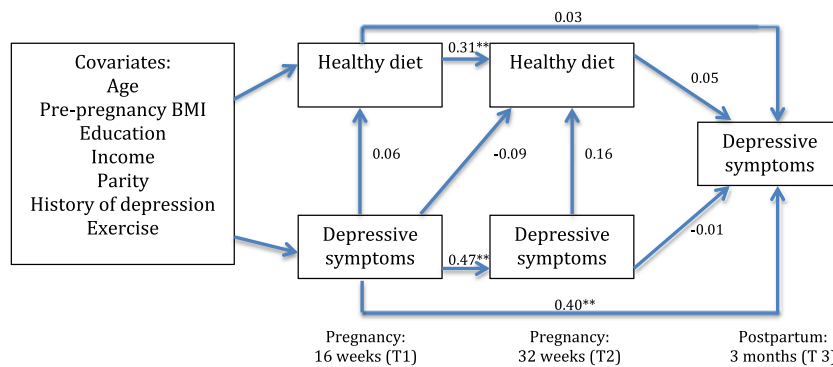 0.03
Covariates:
Age
Pre-pregnancy BMI
Education
Income
Parity
History of depression
Exercise
Healthy diet
0.31**
Healthy diet
0.05
Depressive
symptoms
0.06
-0.09
0.16
Depressive
symptoms
0.47**
Depressive
symptoms
-0.01
0.40**
Pregnancy:
16 weeks (T1)
Pregnancy:
32 weeks (T2)
Postpartum:
3 months (T 3)